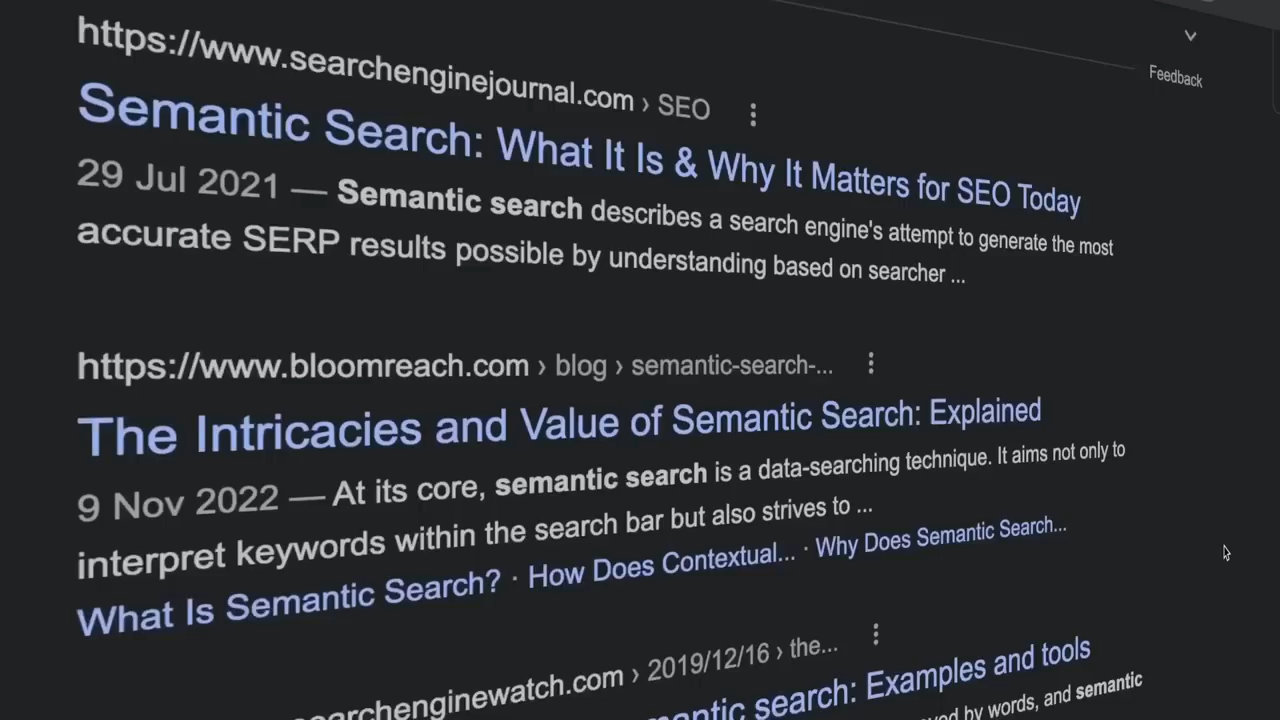 Feedback
https://www.searchenginejournal.com › SEO
Semantic Search: What It Is & Why It Matters for SEO Today
29 Jul 2021 — Semantic search describes a search engine's attempt to generate the most
accurate SERP results possible by understanding based on searcher ...
https://www.bloomreach.com › blog › semantic-search-...
The Intricacies and Value of Semantic Search: Explained
9 Nov 2022 — At its core, semantic search is a data-searching technique. It aims not only to
interpret keywords within the search bar but also strives to ...
What Is Semantic Search? · How Does Contextual... · Why Does Semantic Search...
› 2019/12/16 › the...
search: Examples and tools
by words, and semantic